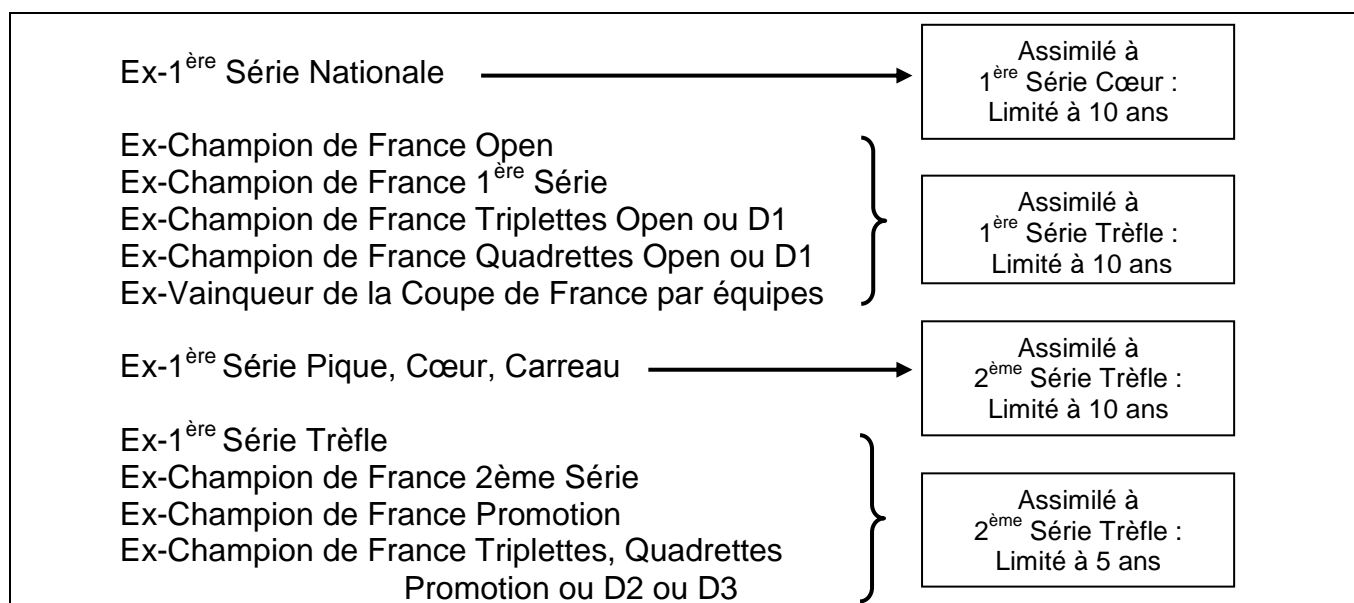 Ex-1ère Série Nationale
Assimilé à
1ère Série Cœur :
Limité à 10 ans
Ex-Champion de France Open
Ex-Champion de France 1ère Série
Ex-Champion de France Triplettes Open ou D1
Ex-Champion de France Quadrettes Open ou D1
Ex-Vainqueur de la Coupe de France par équipes
Assimilé à
1ère Série Trèfle :
Limité à 10 ans
Ex-1ère Série Pique, Cœur, Carreau
Assimilé à
2ème Série Trèfle :
Limité à 10 ans
Ex-1ère Série Trèfle
Ex-Champion de France 2ème Série
Ex-Champion de France Promotion
Ex-Champion de France Triplettes, Quadrettes
Promotion ou D2 ou D3
Assimilé à
2ème Série Trèfle :
Limité à 5 ans